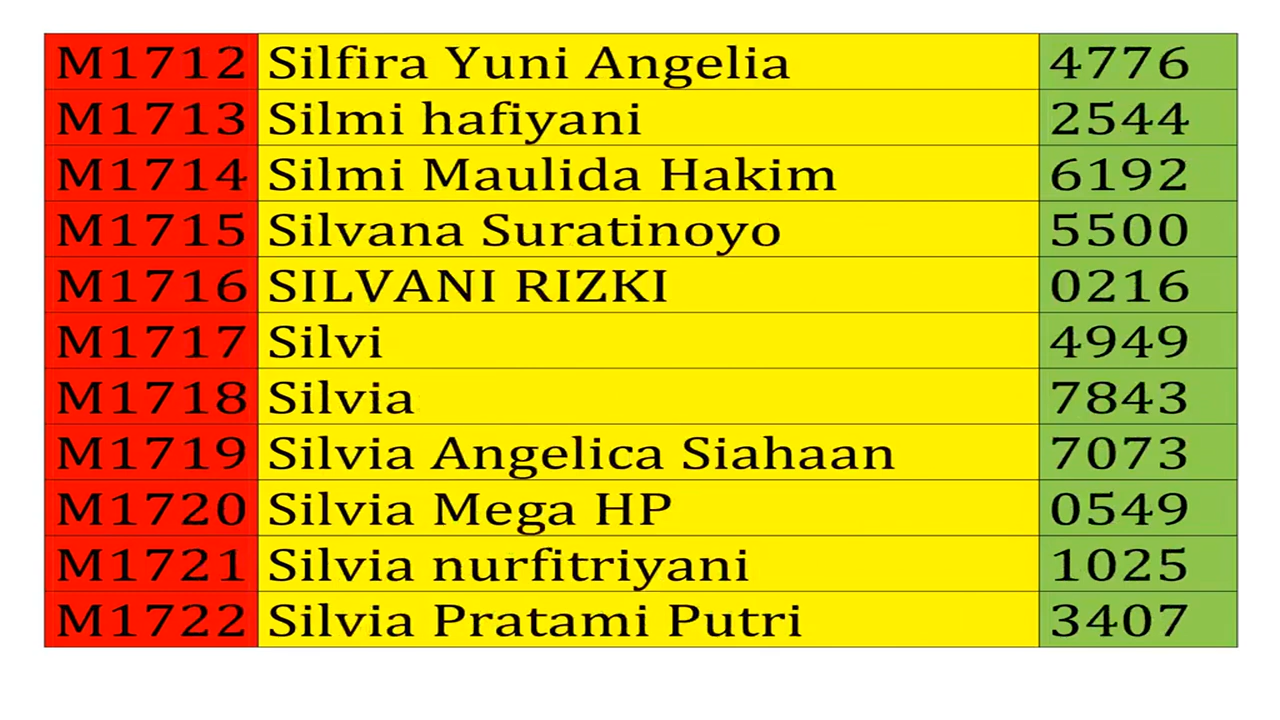 M1712 Silfira Yuni Angelia 4776
M1713 Silmi hafiyani 2544
M1714 Silmi Maulida Hakim 6192
M1715 Silvana Suratinoyo 5500
M1716 SILVANI RIZKI 0216
M1717 Silvi 4949
M1718 Silvia 7843
M1719 Silvia Angelica Siahaan 7073
M1720 Silvia Mega HP 0549
M1721 Silvia nurfitriyani 1025
M1722 Silvia Pratami Putri 3407